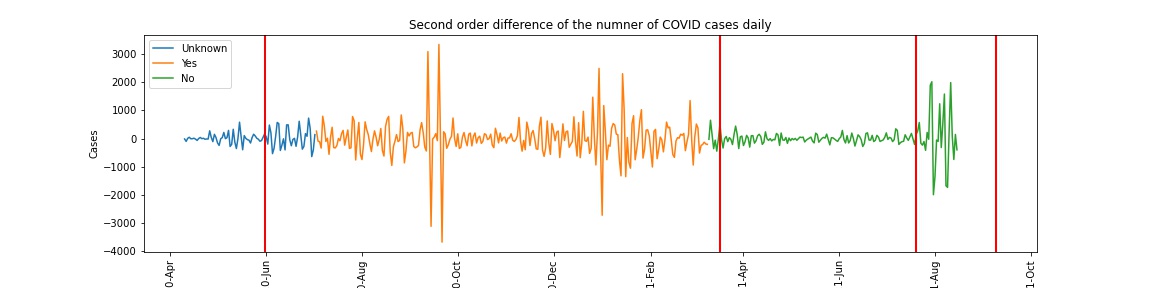 Second order difference of the numner of COVID cases daily
Unknown
Yes
No
Cases
3000
2000
1000
0
−1000
−2000
−3000
−4000
0-Apr
0-Jun
0-Aug
0-Oct
0-Dec
1-Feb
1-Apr
1-Jun
1-Aug
1-Oct